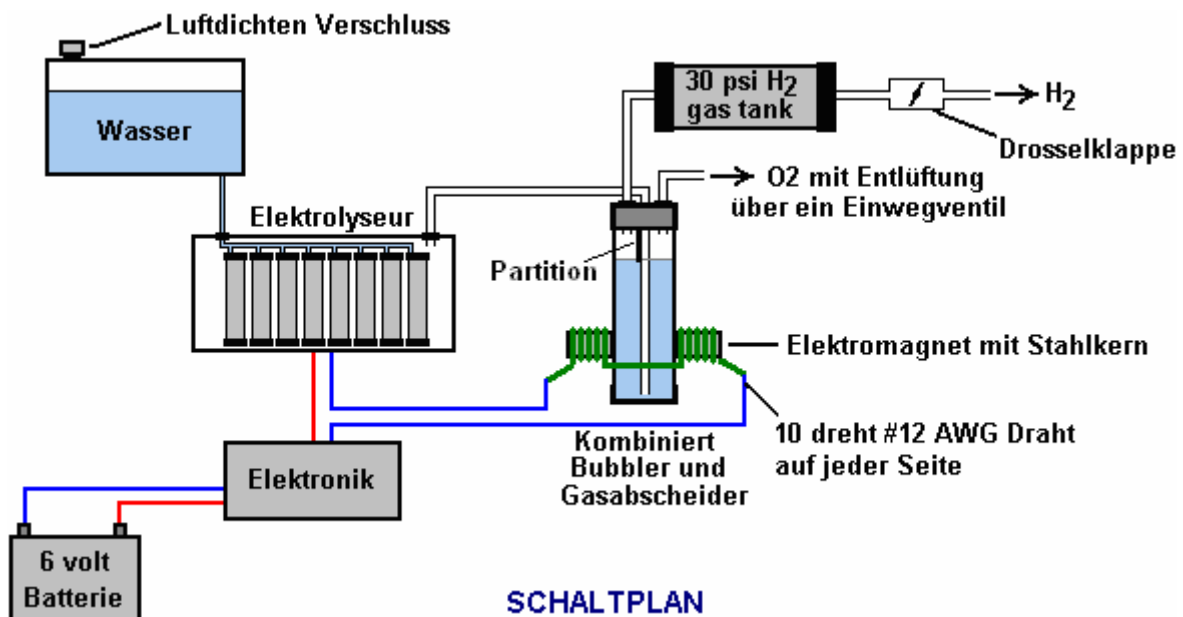 Luftdichten Verschluss
Wasser
30 psi H2
gas tank
H2
Drosselklappe
O2 mit Entlüftung
über ein Einwegventil
Elektrolyseur
Partition
Elektromagnet mit Stahlkern
10 dreht #12 AWG Draht
auf jeder Seite
Kombiniert
Bubbler und
Gasabscheider
Elektronik
6 volt
Batterie
SCHALTPLAN